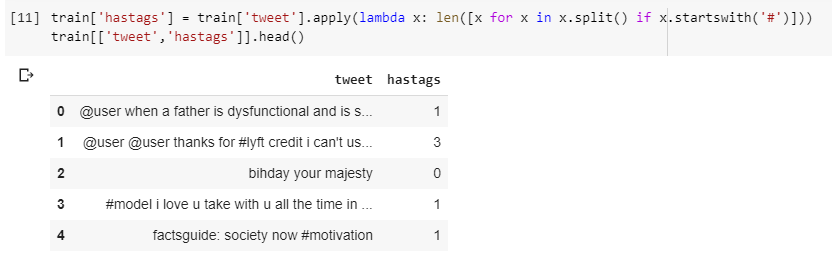 [11] train['hastags'] = train['tweet'].apply(lambda x: len([x for x in x.split() if x.startswith('#')]))
train[['tweet','hastags']].head()
tweet hastags
0 @user when a father is dysfunctional and is s... 1
1 @user @user thanks for #lyft credit i can't us... 3
2 bihday your majesty 0
3 #model i love u take with u all the time in ... 1
4 factsguide: society now #motivation 1